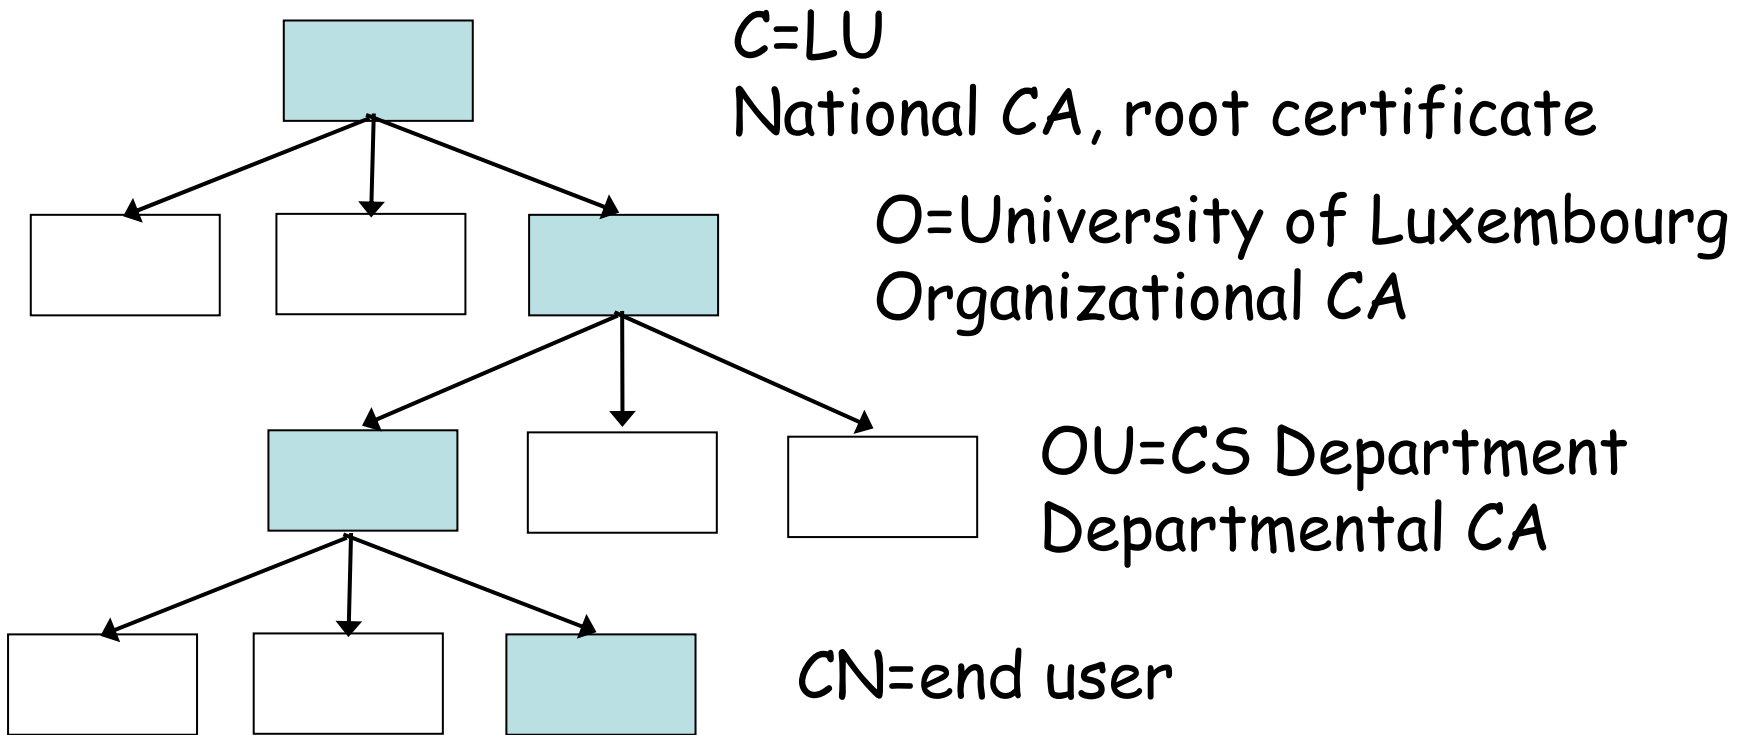 C=LU
National CA, root certificate
O=University of Luxembourg
Organizational CA
OU=CS Department
Departmental CA
CN=end user